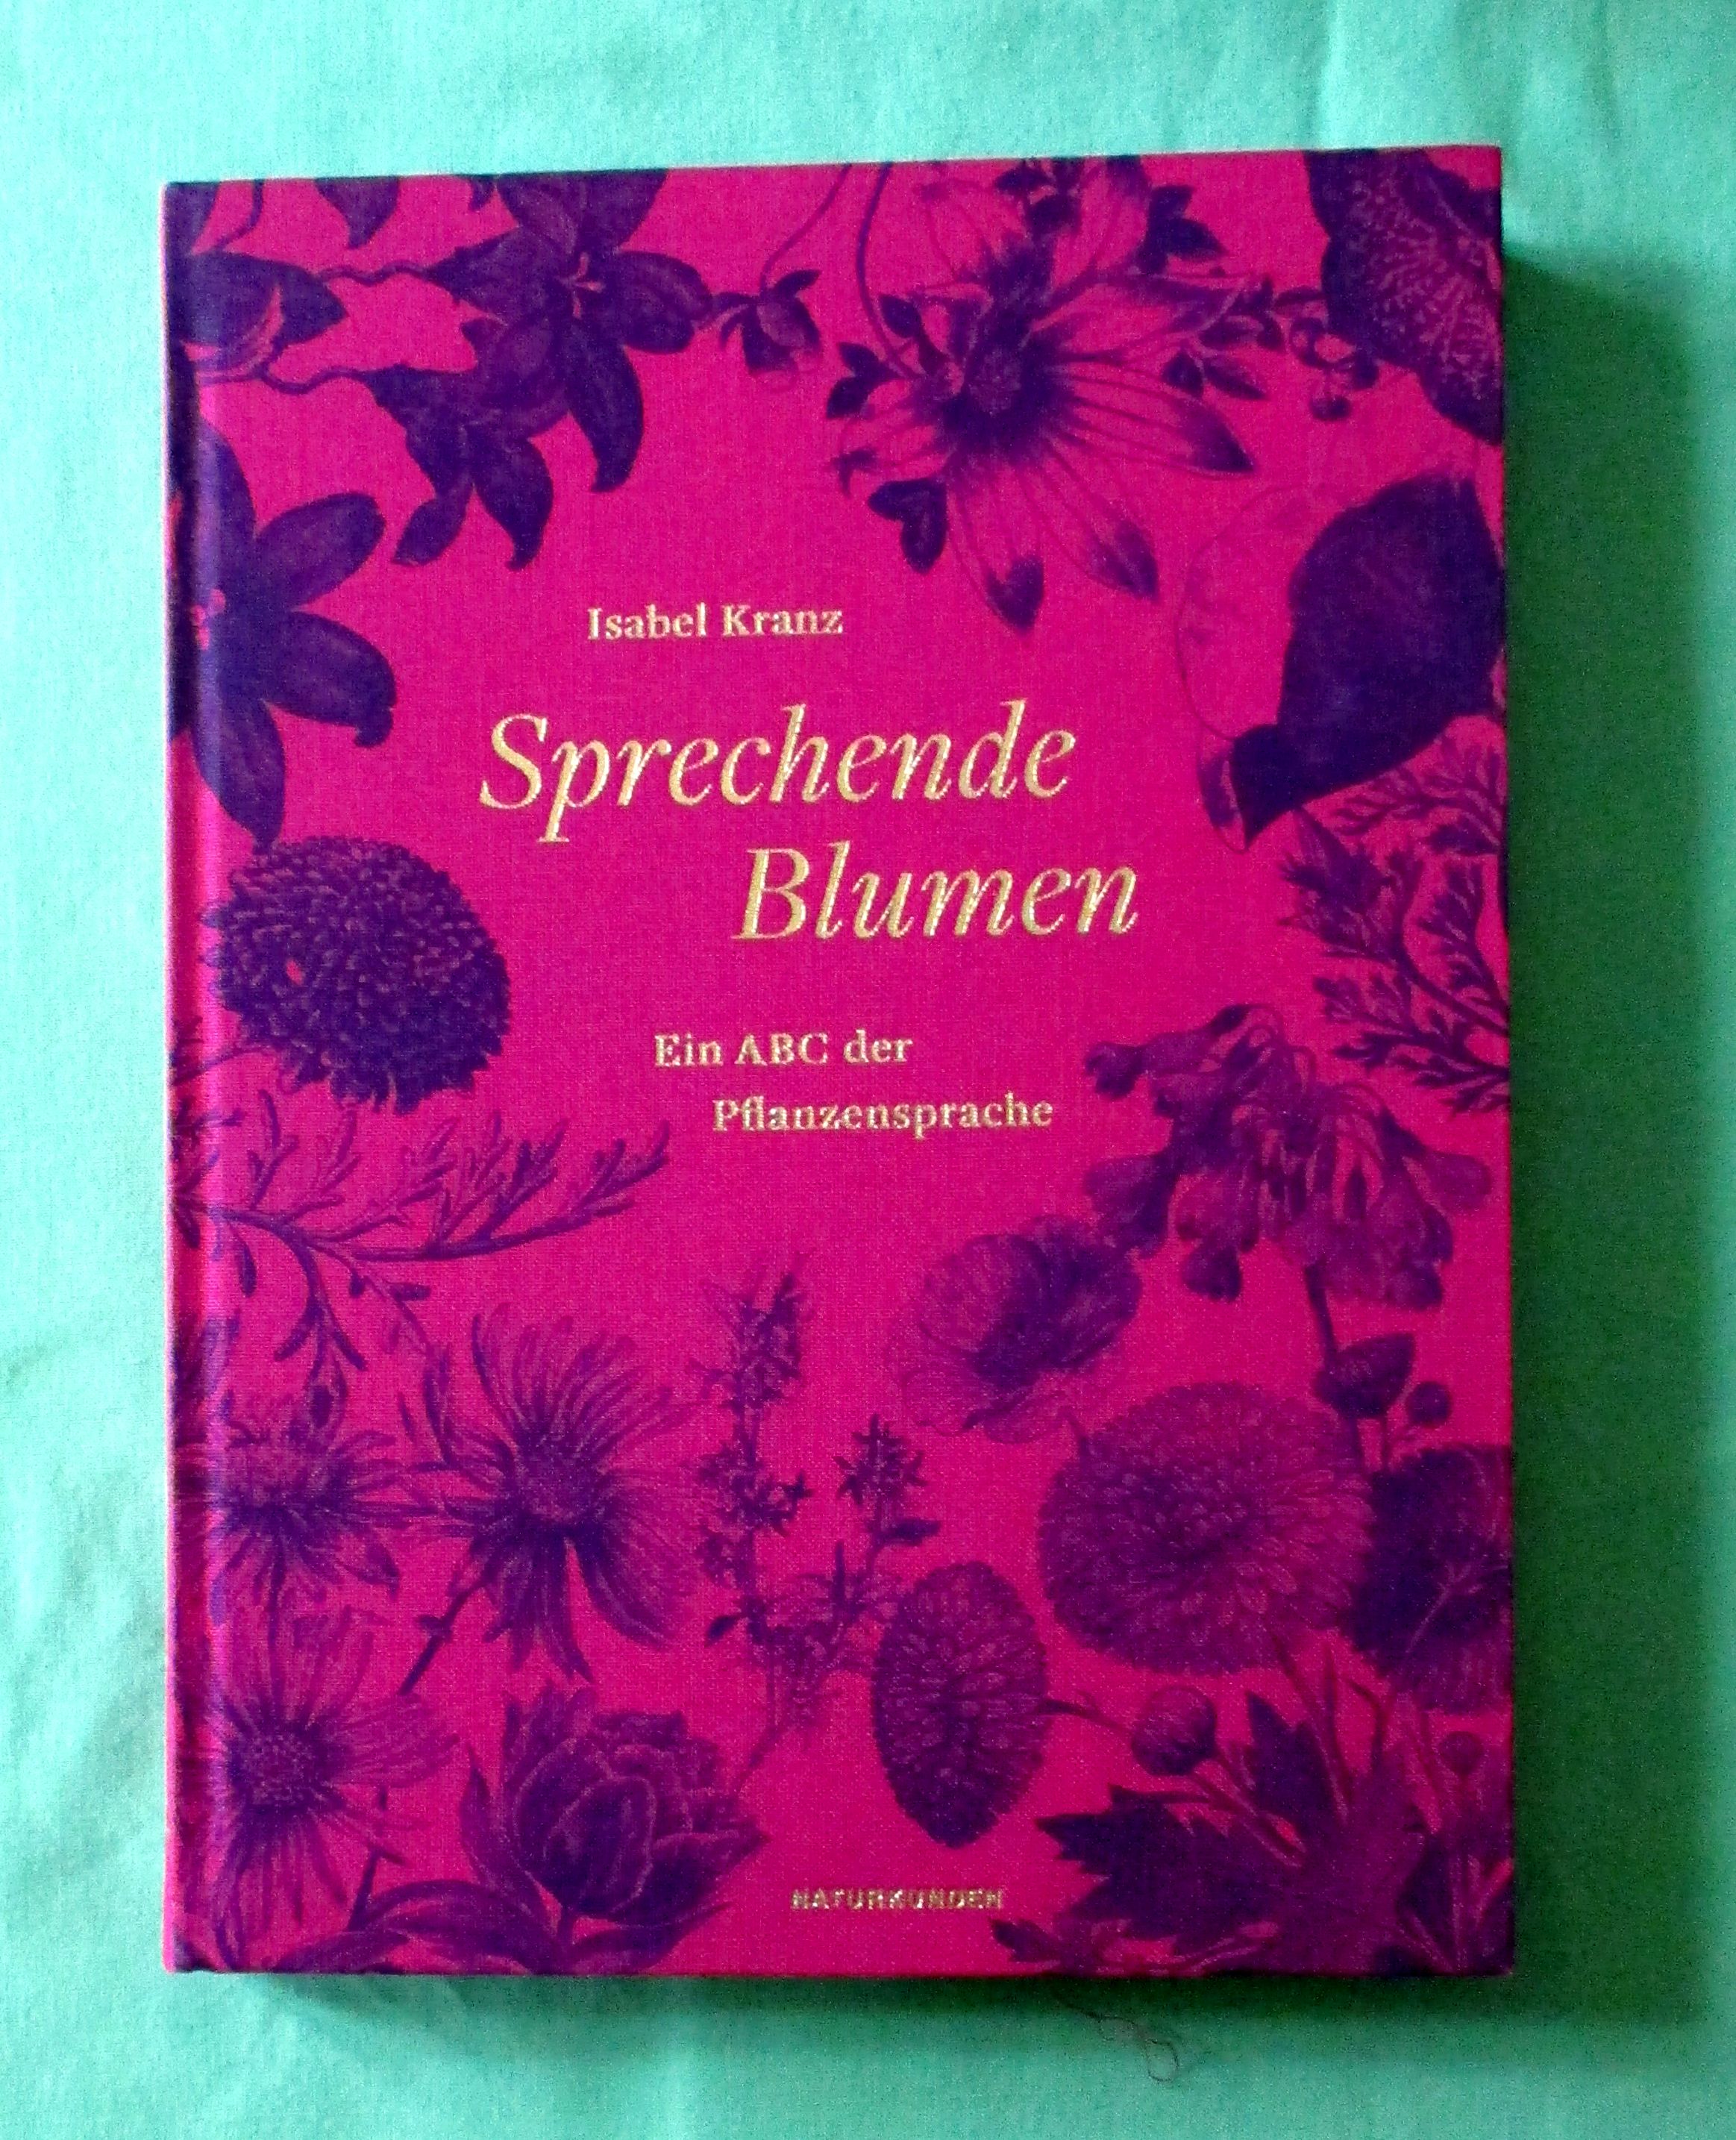 Isabel Kranz
Sprechende
Blumen
Ein ABC der
Pflanzensprache
NATURKUNDEN